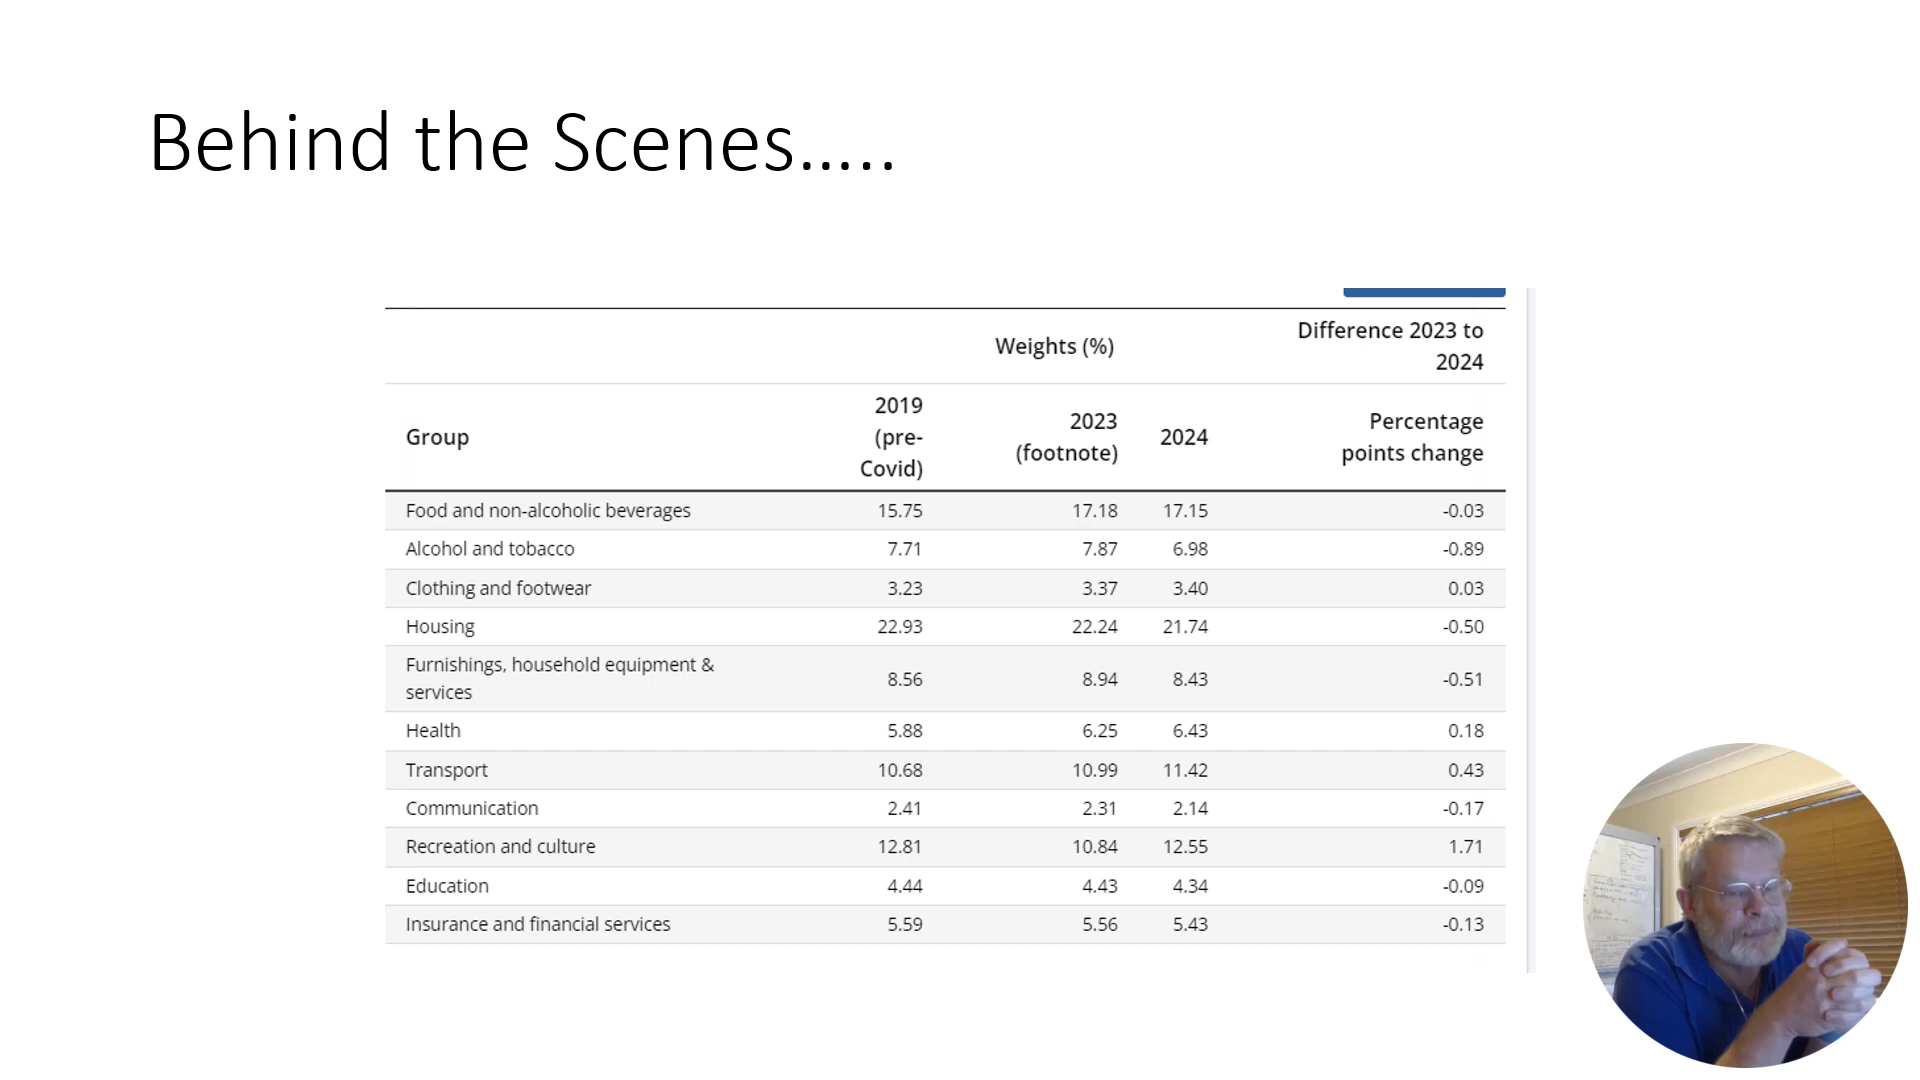 Behind the Scenes.....
Weights (%)
Difference 2023 to
2024
Group
2019
(pre-
Covid)
2023
(footnote)
2024
Percentage
points change
Food and non-alcoholic beverages 15.75 17.18 17.15 -0.03
Alcohol and tobacco 7.71 7.87 6.98 -0.89
Clothing and footwear 3.23 3.37 3.40 0.03
Housing 22.93 22.24 21.74 -0.50
Furnishings, household equipment &
services 8.56 8.94 8.43 -0.51
Health 5.88 6.25 6.43 0.18
Transport 10.68 10.99 11.42 0.43
Communication 2.41 2.31 2.14 -0.17
Recreation and culture 12.81 10.84 12.55 1.71
Education 4.44 4.43 4.34 -0.09
Insurance and financial services 5.59 5.56 5.43 -0.13